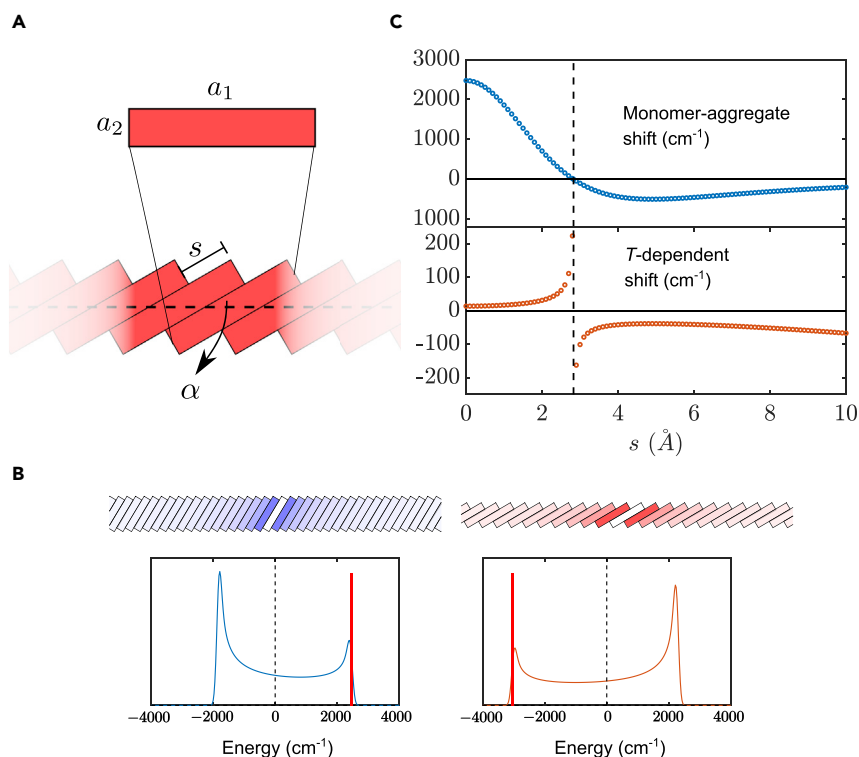 A
a₁
a₂
s
α
C
3000
2000
1000
0
1000
Monomer-aggregate
shift (cm⁻¹)
200
100
0
-100
-200
T-dependent
shift (cm⁻¹)
0 2 4 6 8 10
s (Å)
B
−4000 −2000 0 2000 4000
Energy (cm⁻¹)
−4000 −2000 0 2000 4000
Energy (cm⁻¹)